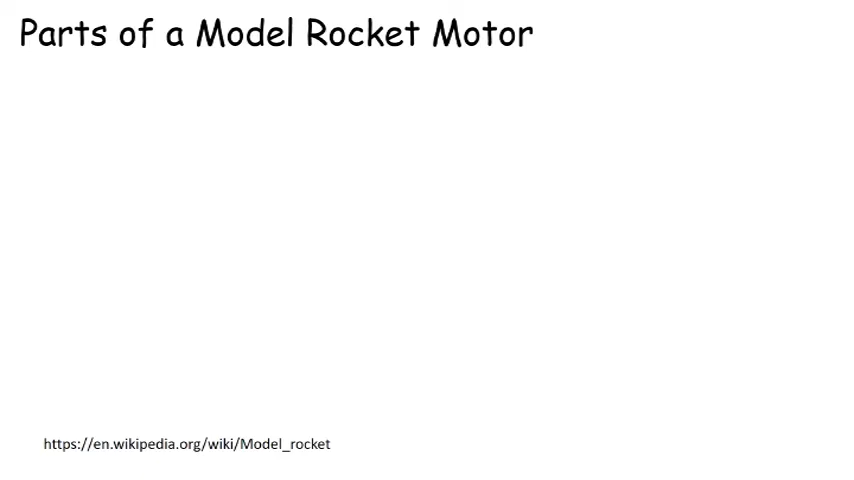 Parts of a Model Rocket Motor
https://en.wikipedia.org/wiki/Model_rocket